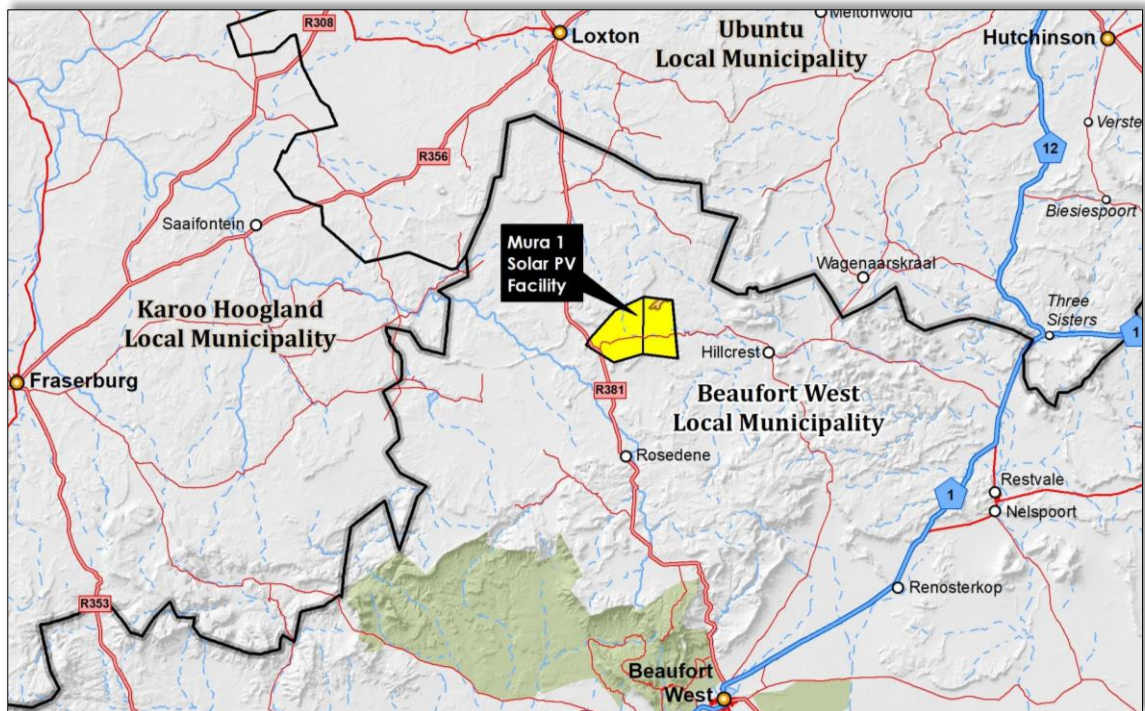 R308
Loxton
Meltonwold
Ubuntu
Local Municipality
Hutchinson
Verste
12
R356
Biesiespoort
Saaifontein
Mura 1
Solar PV
Facility
Wagenaarskraal
Karoo Hoogland
Local Municipality
Three
Sisters
1
Hillcrest
Fraserburg
R381
Beaufort West
Local Municipality
Rosedene
1
Restvale
Nelspoort
Renosterkop
R353
Beaufort
West